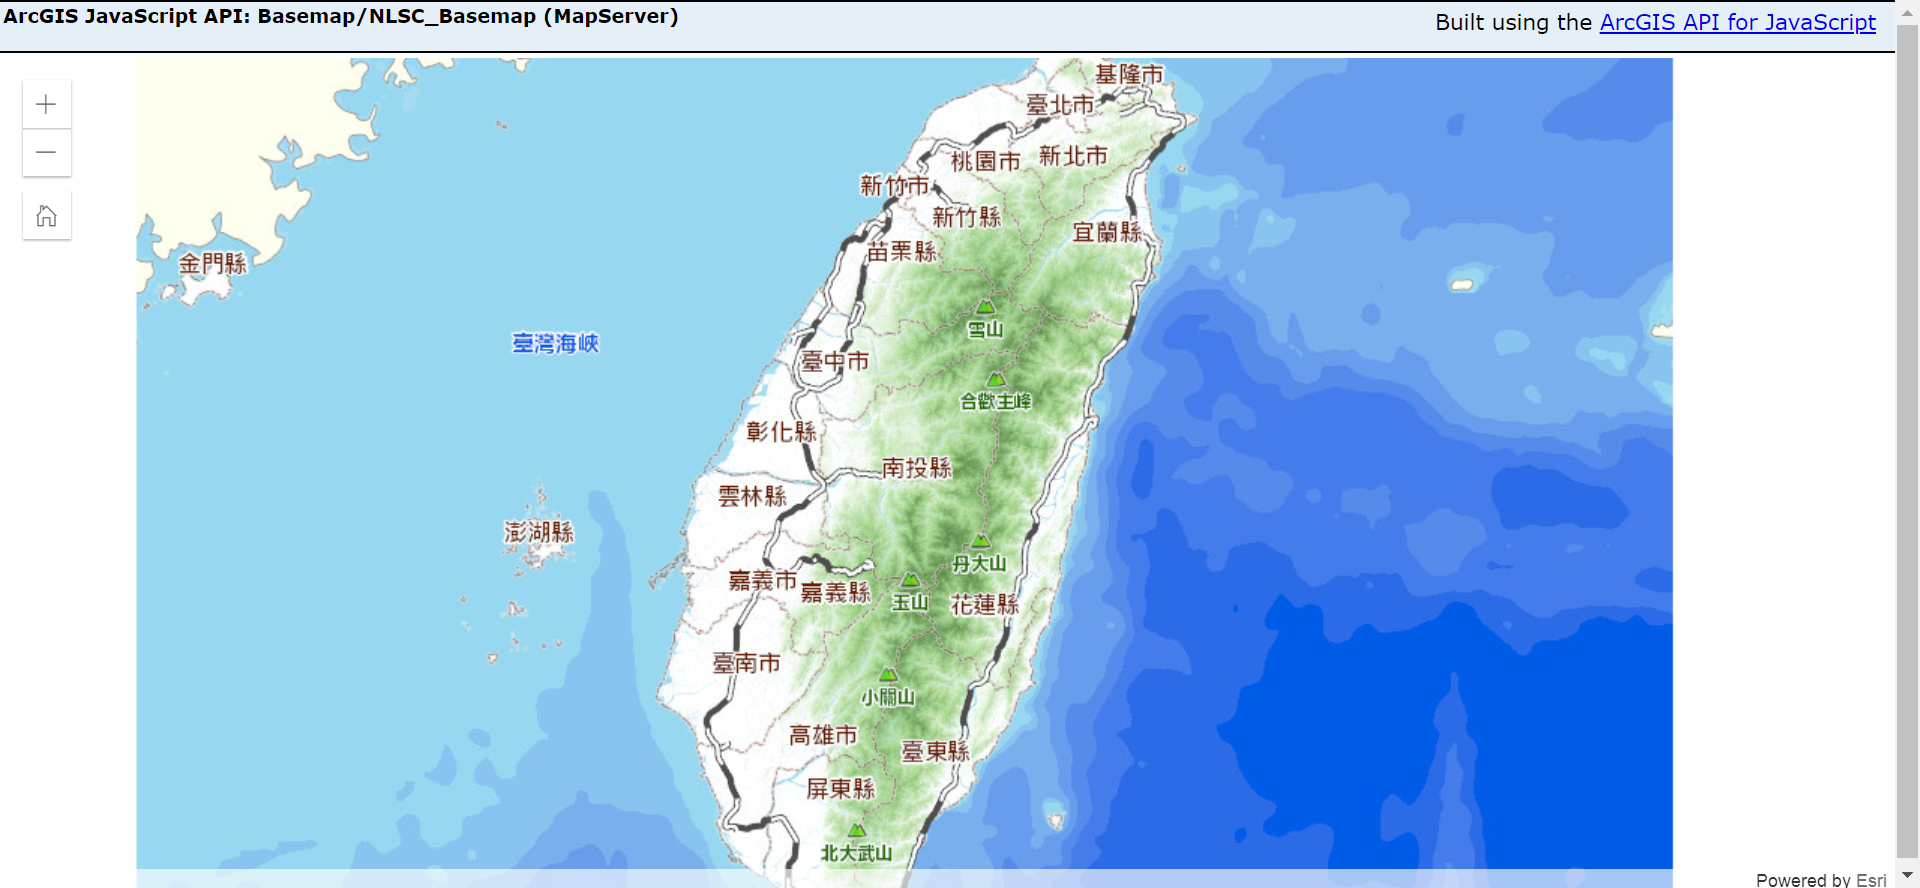 ArcGIS JavaScript API: Basemap/NLSC_Basemap (MapServer)
Built using the ArcGIS API for JavaScript
基隆市
臺北市
桃園市
新北市
新竹市
新竹縣
宜蘭縣
苗栗縣
金門縣
雪山
臺灣海峽
臺中市
合歡主峰
彰化縣
南投縣
雲林縣
澎湖縣
丹大山
嘉義市
嘉義縣
玉山
花蓮縣
臺南市
小關山
高雄市
臺東縣
屏東縣
北大武山
Powered by Esri